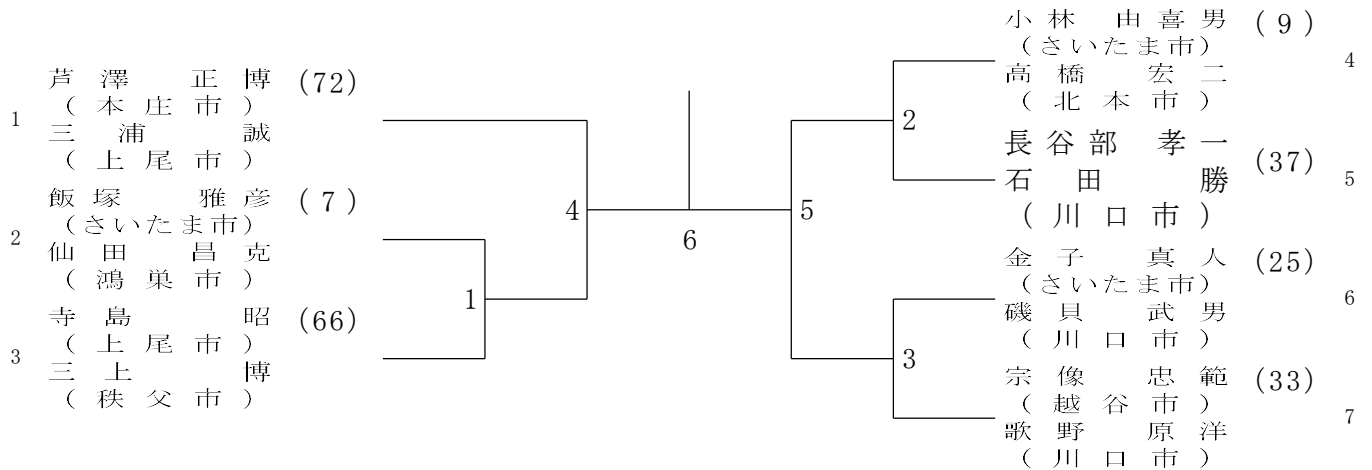 芦澤 正博 (72)
(本庄市)
1
三浦 誠
(上尾市)
飯塚 雅彦 (7)
(さいたま市)
2
仙田 昌克
(鴻巣市)
寺島 昭 (66)
(上尾市)
3
三上 博
(秩父市)
1
4
6
5
2
3
小林 由喜男 (9)
(さいたま市)
4
高橋 宏二
(北本市)
長谷部 孝一 (37)
石田 勝 5
(川口市)
金子 真人 (25)
(さいたま市)
6
磯貝 武男
(川口市)
宗像 忠範 (33)
(越谷市)
7
歌野原洋
(川口市)